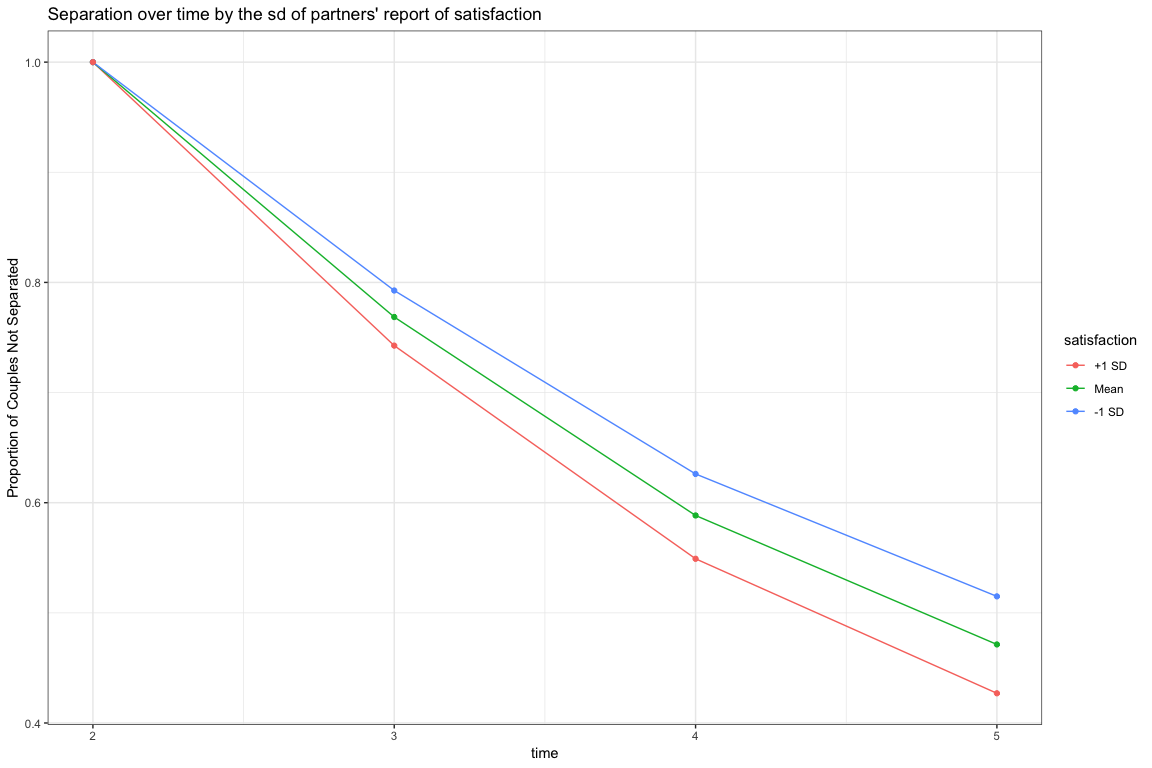 Separation over time by the sd of partners' report of satisfaction
Proportion of Couples Not Separated
1.0
0.8
0.6
0.4
2
3
4
5
time
satisfaction
+1 SD
Mean
-1 SD